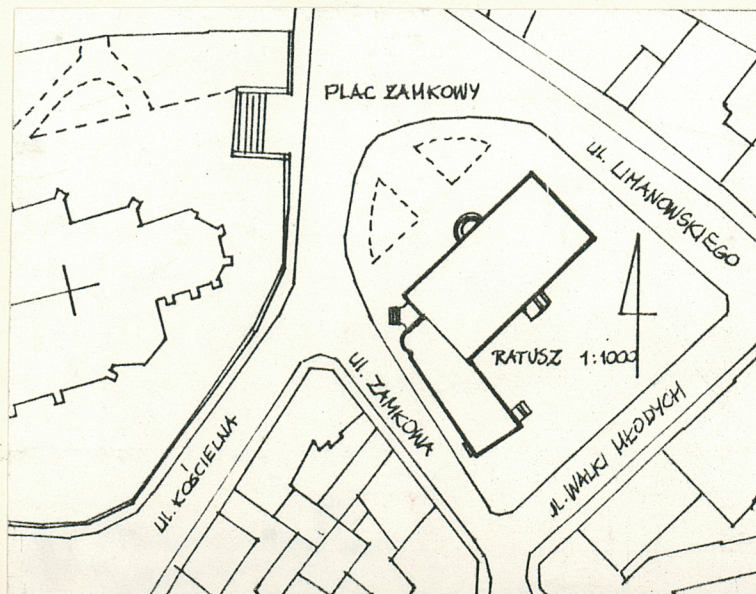 PLAC ZAMKOWY
ul. LIMANOWSKIEGO
RATUSZ 1:1000
ul. ZAMKOWA
ul. KOŚCIELNA
ul. WALKI MŁODYCH